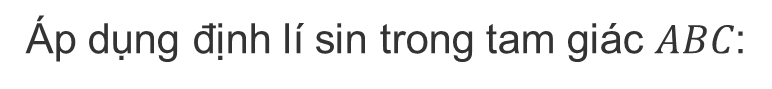 Áp dụng định lí sin trong tam giác ABC: